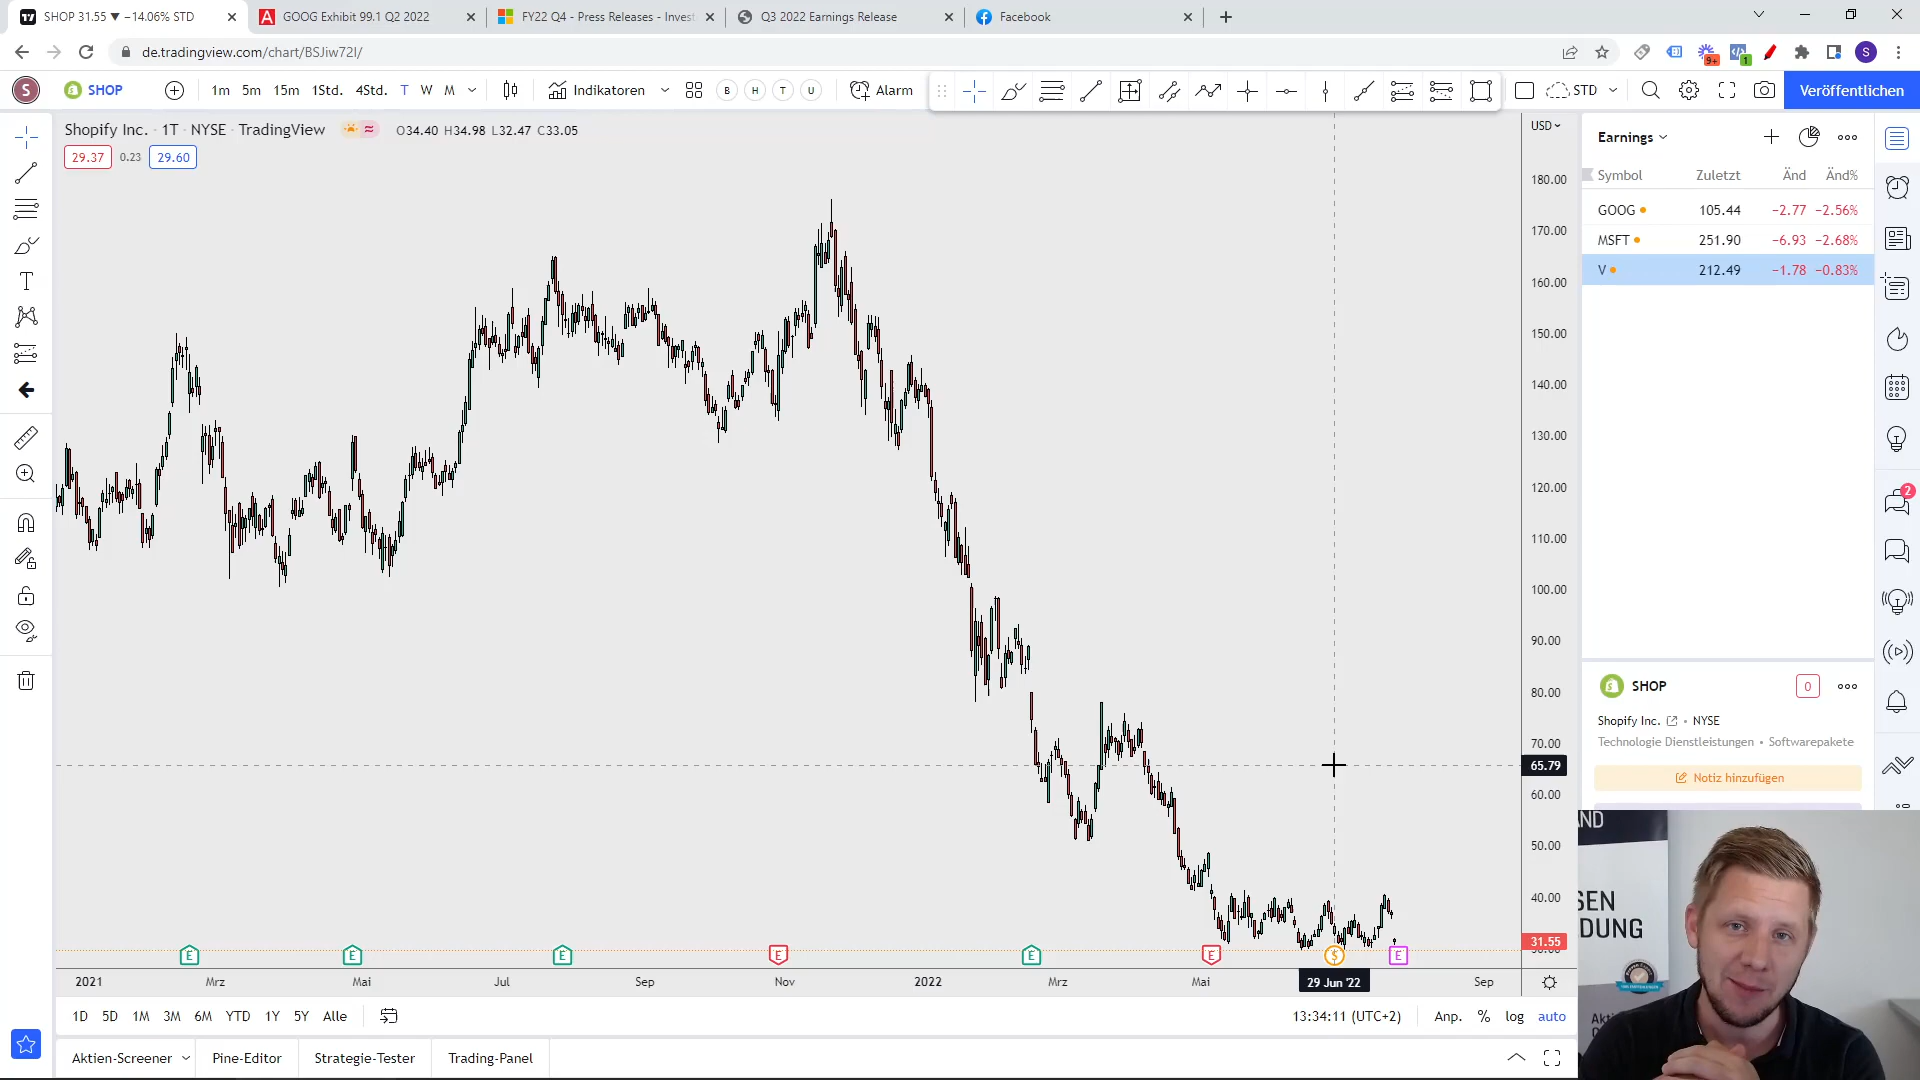 SHOP 31.55 ▼ −14.06% STD
GOOG Exhibit 99.1 Q2 2022
FY22 Q4 - Press Releases - Inves
Q3 2022 Earnings Release
Facebook
de.tradingview.com/chart/BSJiw72I/
9+
1
S
S
SHOP
1m 5m 15m 1Std. 4Std. T W M
Indikatoren
B H T U
Alarm
STD
Veröffentlichen
Shopify Inc. · 1T · NYSE · TradingView
O34.40 H34.98 L32.47 C33.05
29.37 0.23 29.60
USD
180.00
170.00
160.00
150.00
140.00
130.00
120.00
110.00
100.00
90.00
80.00
70.00
65.79
60.00
50.00
40.00
31.55
E E E E E E $ E
2021 Mrz Mai Jul Sep Nov 2022 Mrz Mai 29 Jun '22 Sep
1D 5D 1M 3M 6M YTD 1Y 5Y Alle
13:34:11 (UTC+2) Anp. % log auto
Aktien-Screener Pine-Editor Strategie-Tester Trading-Panel
Earnings
Symbol Zuletzt Änd Änd%
GOOG 105.44 −2.77 −2.56%
MSFT 251.90 −6.93 −2.68%
V 212.49 −1.78 −0.83%
2
SHOP
0
Shopify Inc. • NYSE
Technologie Dienstleistungen • Softwarepakete
Notiz hinzufügen
AND
SEN
DUNG
Akti